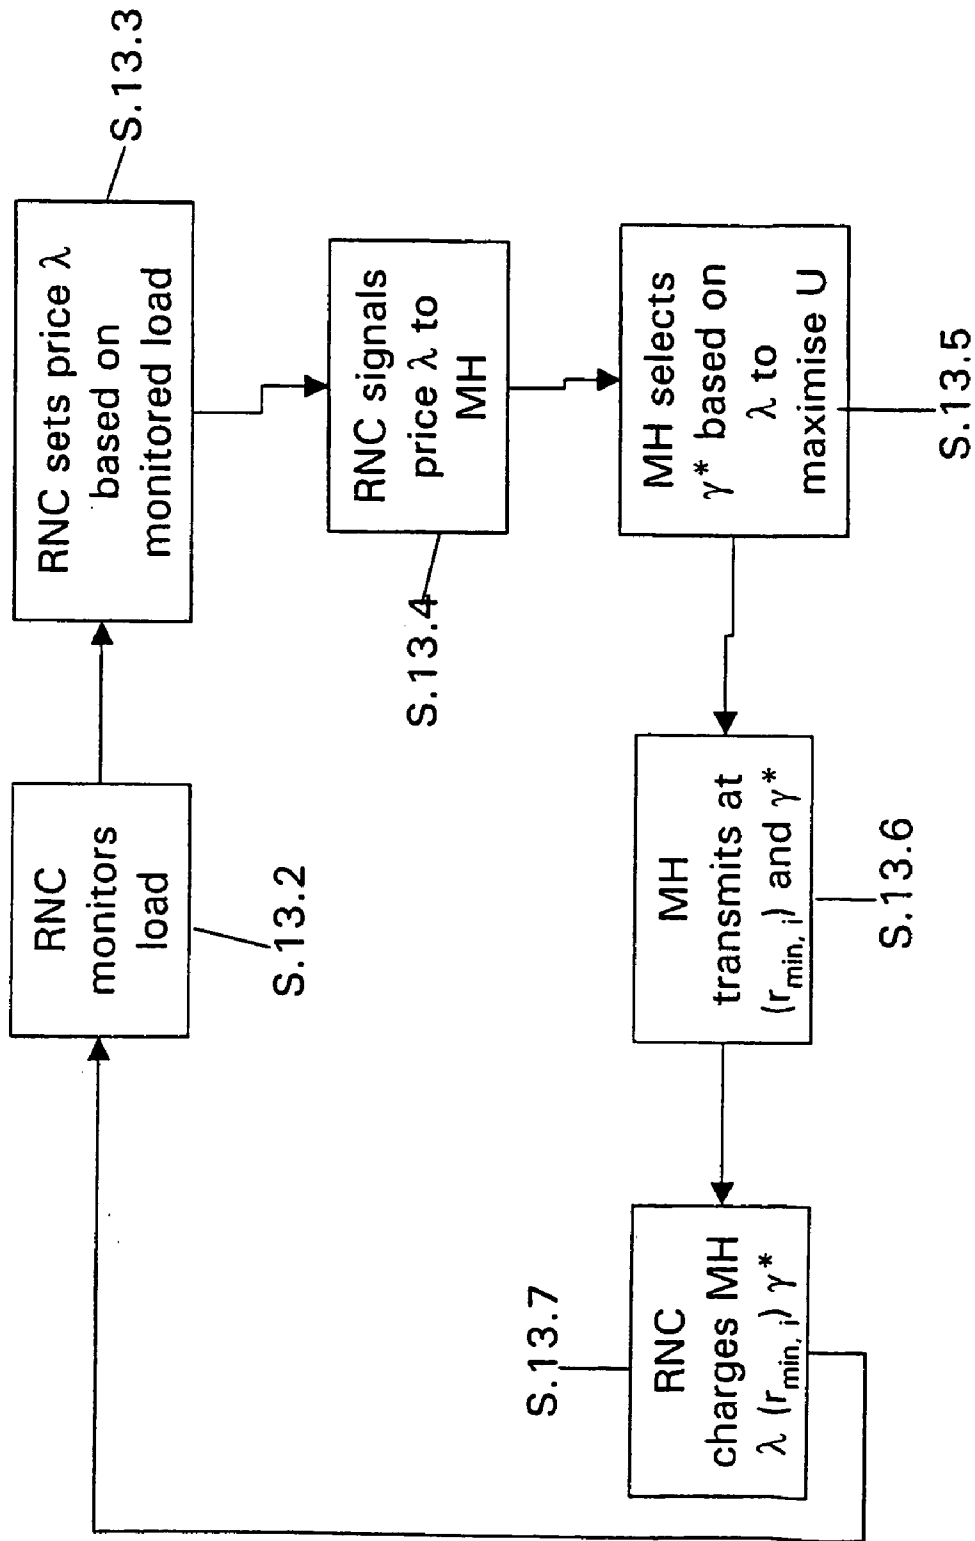 RNC
monitors
load
S.13.2
RNC sets price λ
based on
monitored load
S.13.3
RNC signals
price λ to
MH
S.13.4
MH selects
γ* based on
λ to
maximise U
S.13.5
MH
transmits at
(r_min, i) and γ*
S.13.6
RNC
charges MH
λ (r_min, i) γ*
S.13.7